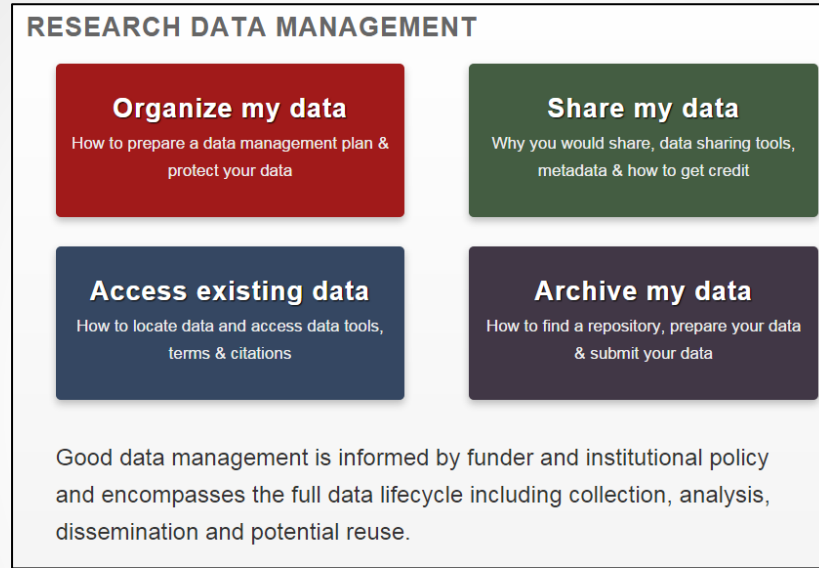 RESEARCH DATA MANAGEMENT
Organize my data
How to prepare a data management plan &
protect your data
Share my data
Why you would share, data sharing tools,
metadata & how to get credit
Access existing data
How to locate data and access data tools,
terms & citations
Archive my data
How to find a repository, prepare your data
& submit your data
Good data management is informed by funder and institutional policy
and encompasses the full data lifecycle including collection, analysis,
dissemination and potential reuse.